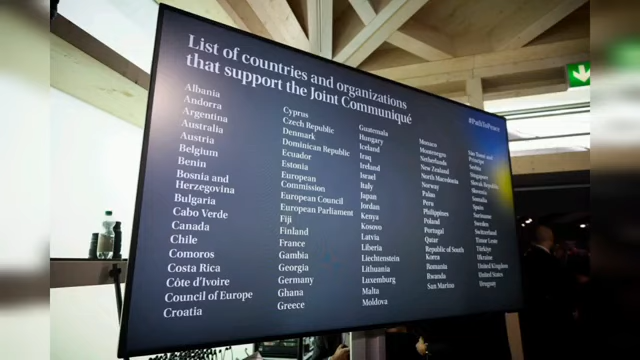 List of countries and organizations
that support the Joint Communiqué
#PathToPeace
Albania
Andorra
Argentina
Australia
Austria
Belgium
Benin
Bosnia and
Herzegovina
Bulgaria
Cabo Verde
Canada
Chile
Comoros
Costa Rica
Côte d'Ivoire
Council of Europe
Croatia
Cyprus
Czech Republic
Denmark
Dominican Republic
Ecuador
Estonia
European
Commission
European Council
European Parliament
Fiji
Finland
France
Gambia
Georgia
Germany
Ghana
Greece
Guatemala
Hungary
Iceland
Iraq
Ireland
Israel
Italy
Japan
Jordan
Kenya
Kosovo
Latvia
Liberia
Liechtenstein
Lithuania
Luxemburg
Malta
Moldova
Monaco
Montenegro
Netherlands
New Zealand
North Macedonia
Norway
Palau
Peru
Philippines
Poland
Portugal
Qatar
Republic of South
Korea
Romania
Rwanda
San Marino
Sao Tomé and
Principe
Serbia
Singapore
Slovak Republic
Slovenia
Somalia
Spain
Suriname
Sweden
Switzerland
Timor Leste
Türkiye
Ukraine
United Kingdom
United States
Uruguay